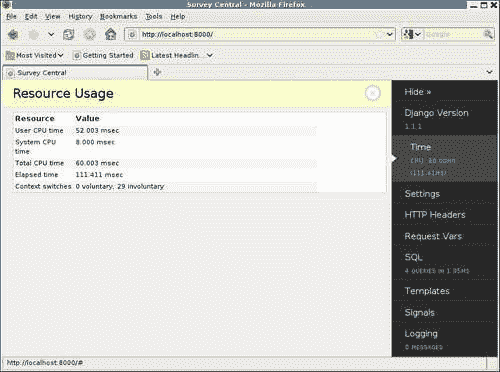 Survey Central - Mozilla Firefox
File Edit View History Bookmarks Tools Help
http://localhost:8000/
Google
Most Visited Getting Started Latest Headlin...
Survey Central
Resource Usage
Resource Value
User CPU time 52.003 msec
System CPU time 8.000 msec
Total CPU time 60.003 msec
Elapsed time 111.411 msec
Context switches 0 voluntary, 29 involuntary
Hide »
Django Version
1.1.1
Time
CPU: 60.00MS
(111.41MS)
Settings
HTTP Headers
Request Vars
SQL
4 QUERIES IN 1.95MS
Templates
Signals
Logging
0 MESSAGES
http://localhost:8000/#